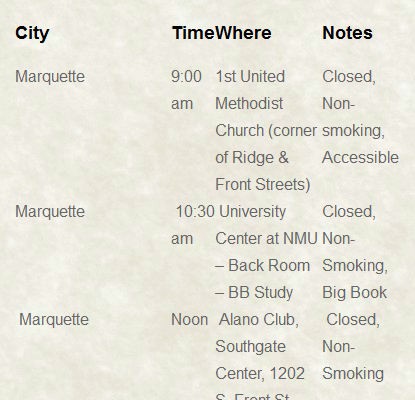 City Time Where Notes
Marquette 9:00 1st United Closed,
am Methodist Non-
Church (corner smoking,
of Ridge & Accessible
Front Streets)
Marquette 10:30 University Closed,
am Center at NMU Non-
– Back Room Smoking,
– BB Study Big Book
Marquette Noon Alano Club, Closed,
Southgate Non-
Center, 1202 Smoking
S. Front St